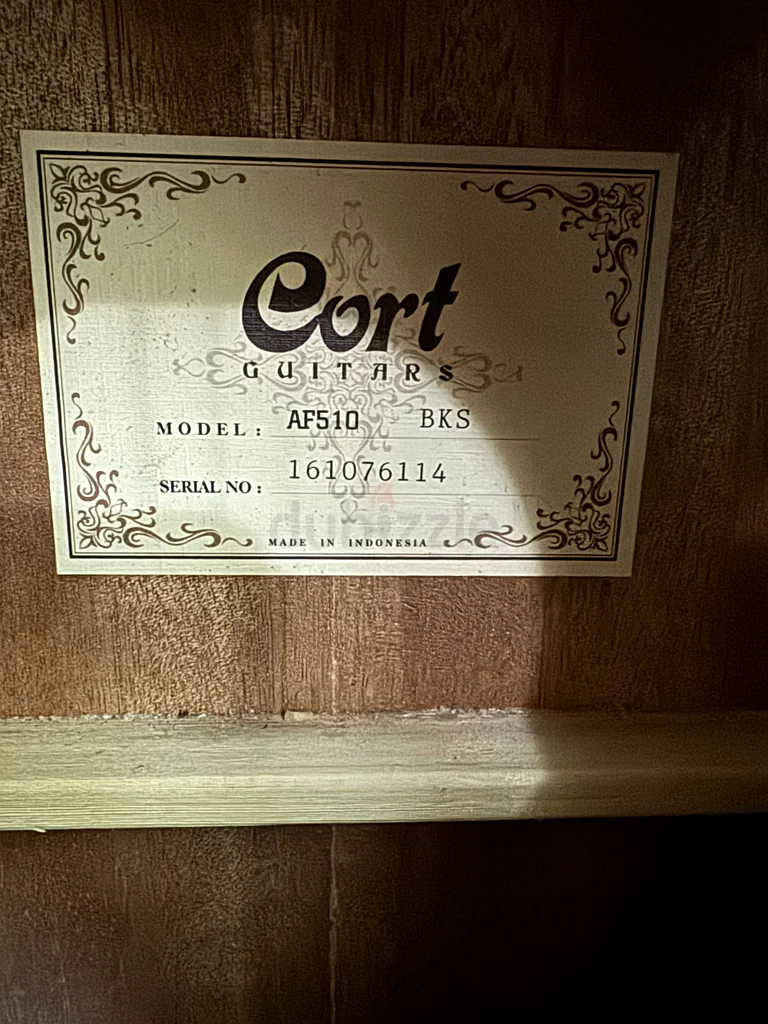 Cort
GUITARS
MODEL: AF510 BKS
SERIAL NO: 161076114
dubizzle
MADE IN INDONESIA